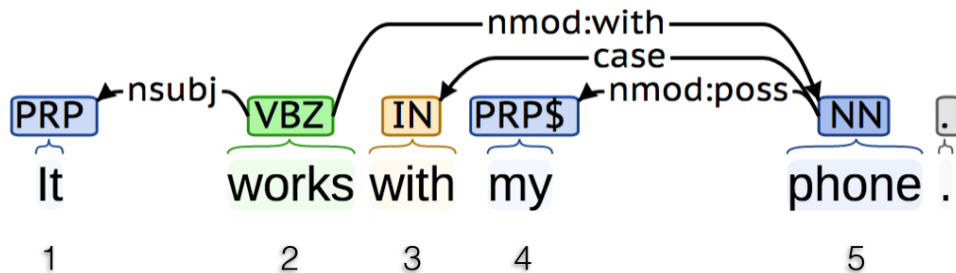 nmod:with
case
nsubj nmod:poss
PRP VBZ IN PRP$ NN .
It works with my phone .
1 2 3 4 5